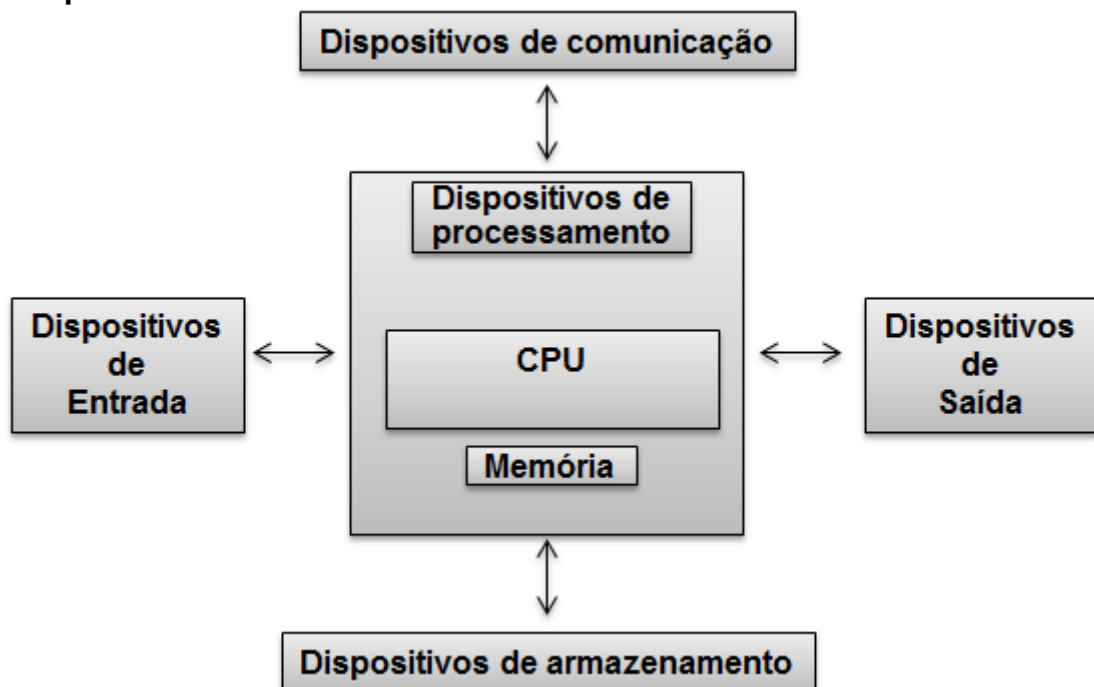 Dispositivos de comunicação
Dispositivos de
processamento
Dispositivos
de
Entrada
CPU
Dispositivos
de
Saída
Memória
Dispositivos de armazenamento